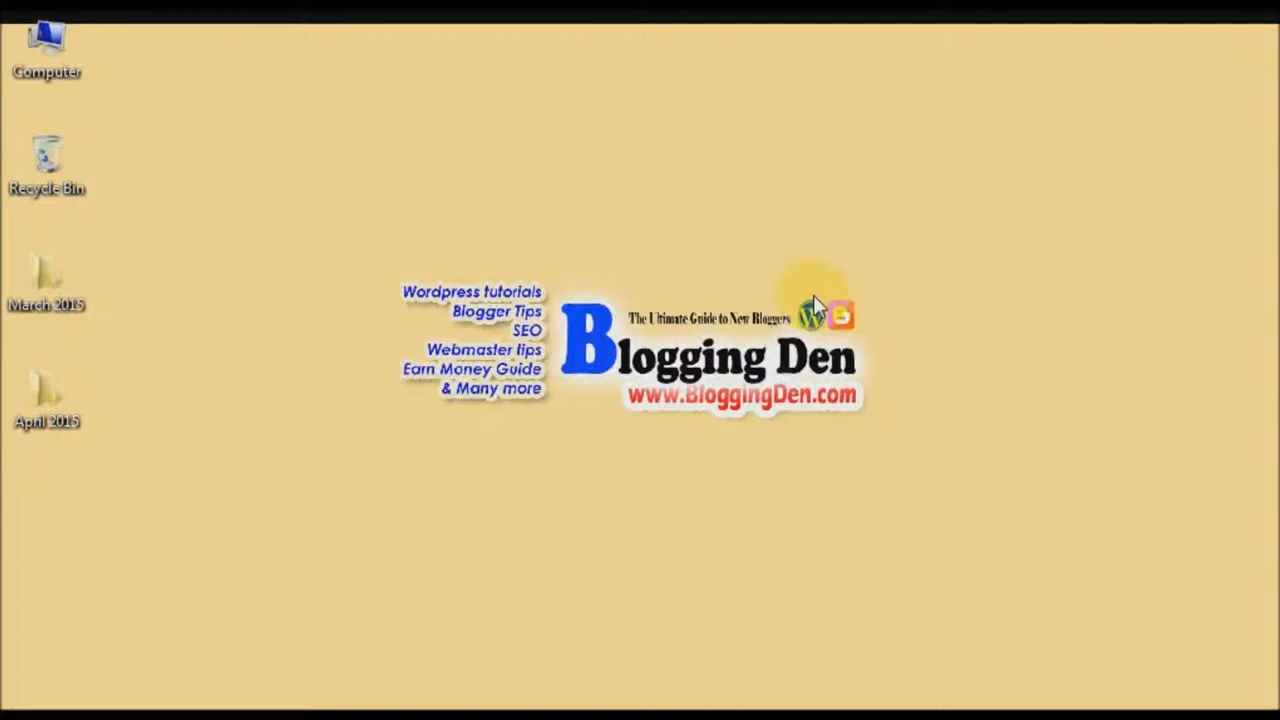 Computer
Recycle Bin
March 2015
April 2015
Wordpress tutorials
Blogger Tips
SEO
Webmaster tips
Earn Money Guide
& Many more
The Ultimate Guide to New Bloggers
Blogging Den
www.BloggingDen.com